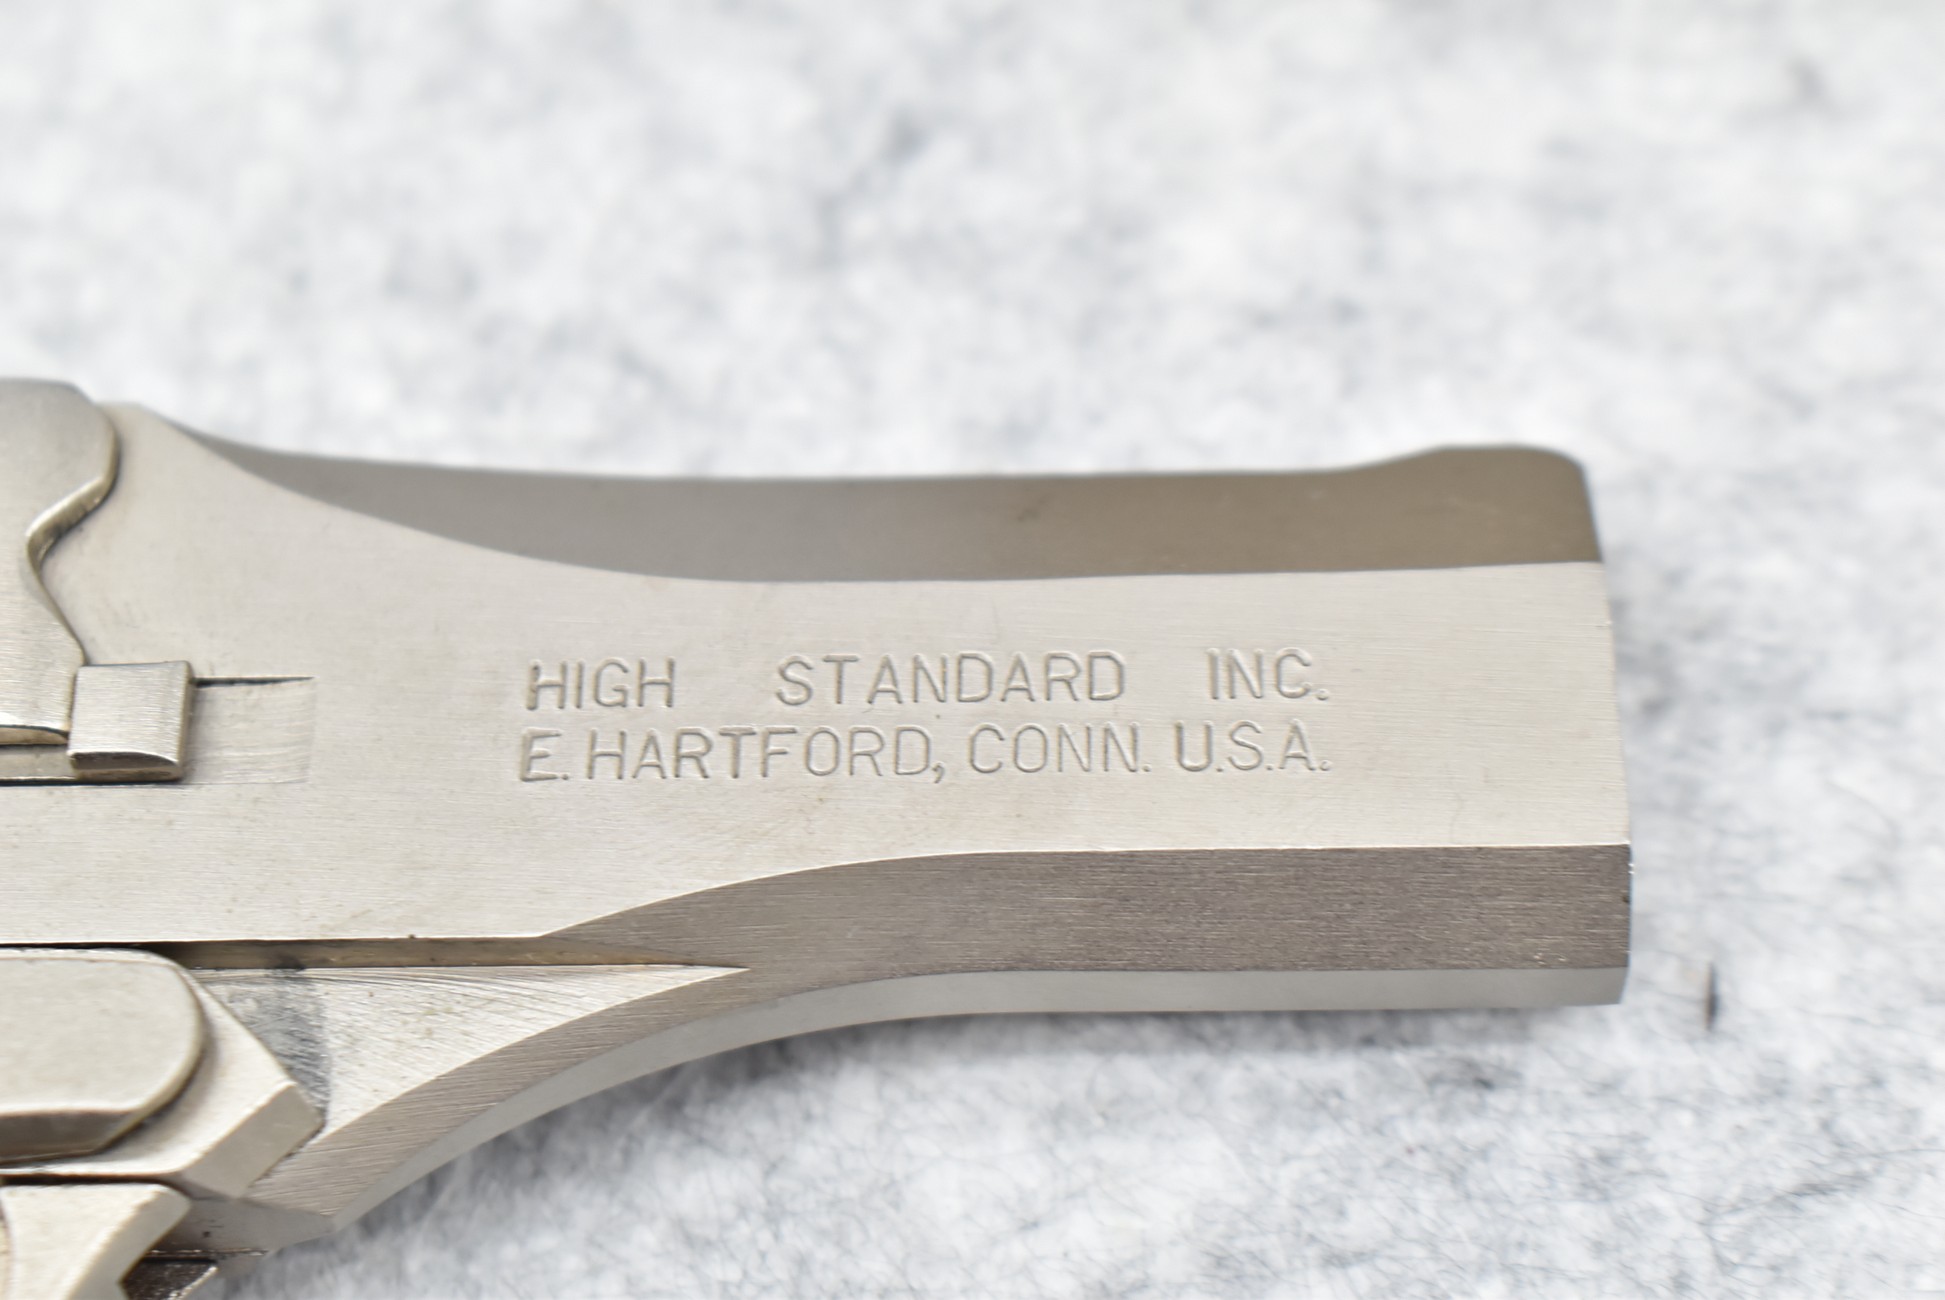 HIGH STANDARD INC.
E. HARTFORD, CONN. U.S.A.